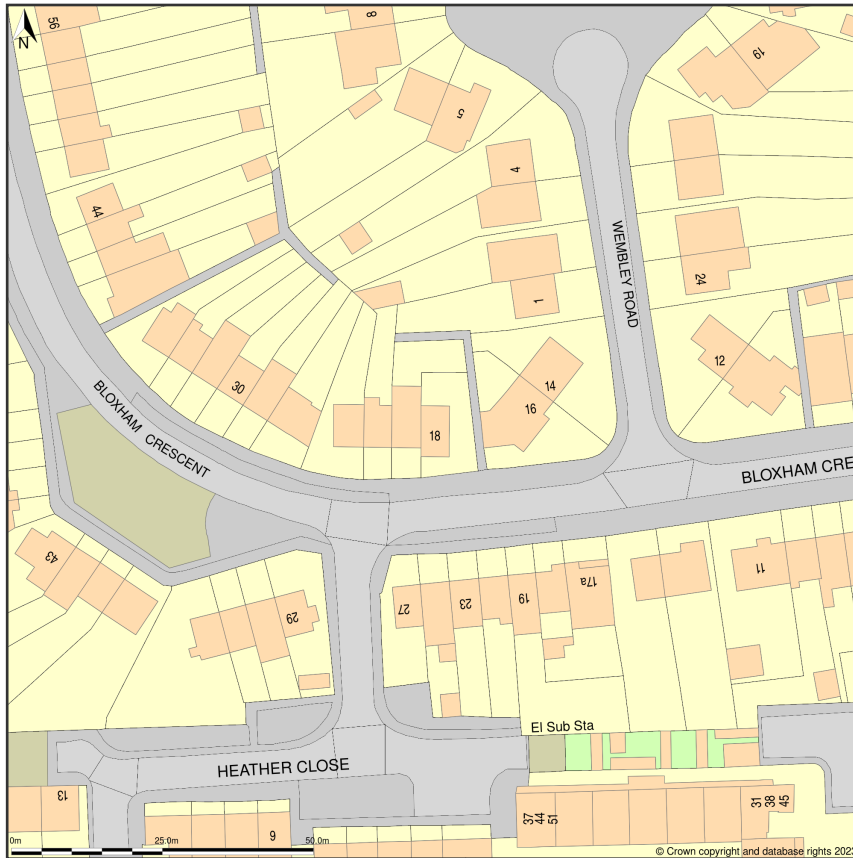 56
N
8
19
5
4
44
WEMBLEY ROAD
24
1
12
30
14
16
18
BLOXHAM CRESCENT
BLOXHAM CRE
43
11
17a
19
23
27
29
El Sub Sta
HEATHER CLOSE
13
9
37
44
51
31
38
45
0m
25.0m
50.0m
© Crown copyright and database rights 2023